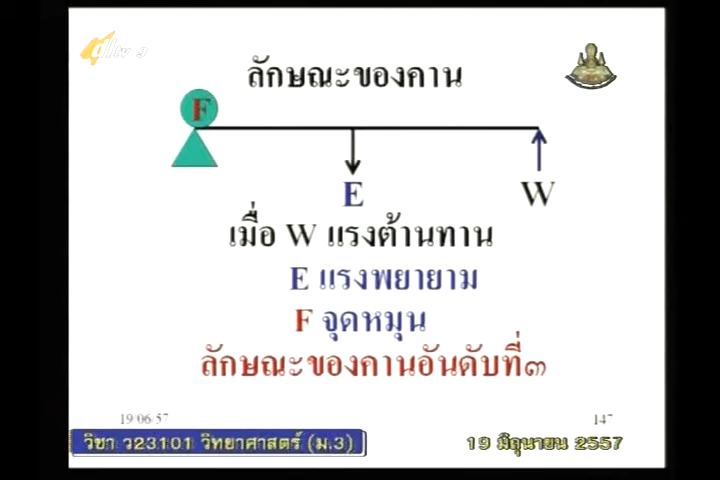 ลักษณะของคาน
F
E
W
เมื่อ W แรงต้านทาน
E แรงพยายาม
F จุดหมุน
ลักษณะของคานอันดับที่๓
19:06:57
147
วิชา ว23101 วิทยาศาสตร์ (ม.3)
19 มิถุนายน 2557